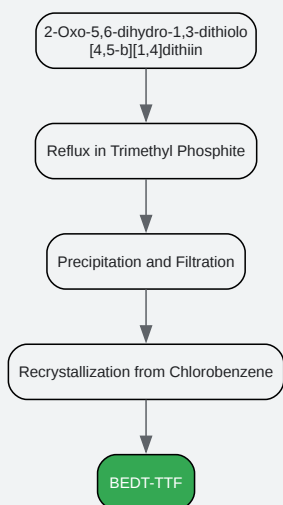 2-Oxo-5,6-dihydro-1,3-dithiolo
[4,5-b][1,4]dithiin
Reflux in Trimethyl Phosphite
Precipitation and Filtration
Recrystallization from Chlorobenzene
BEDT-TTF